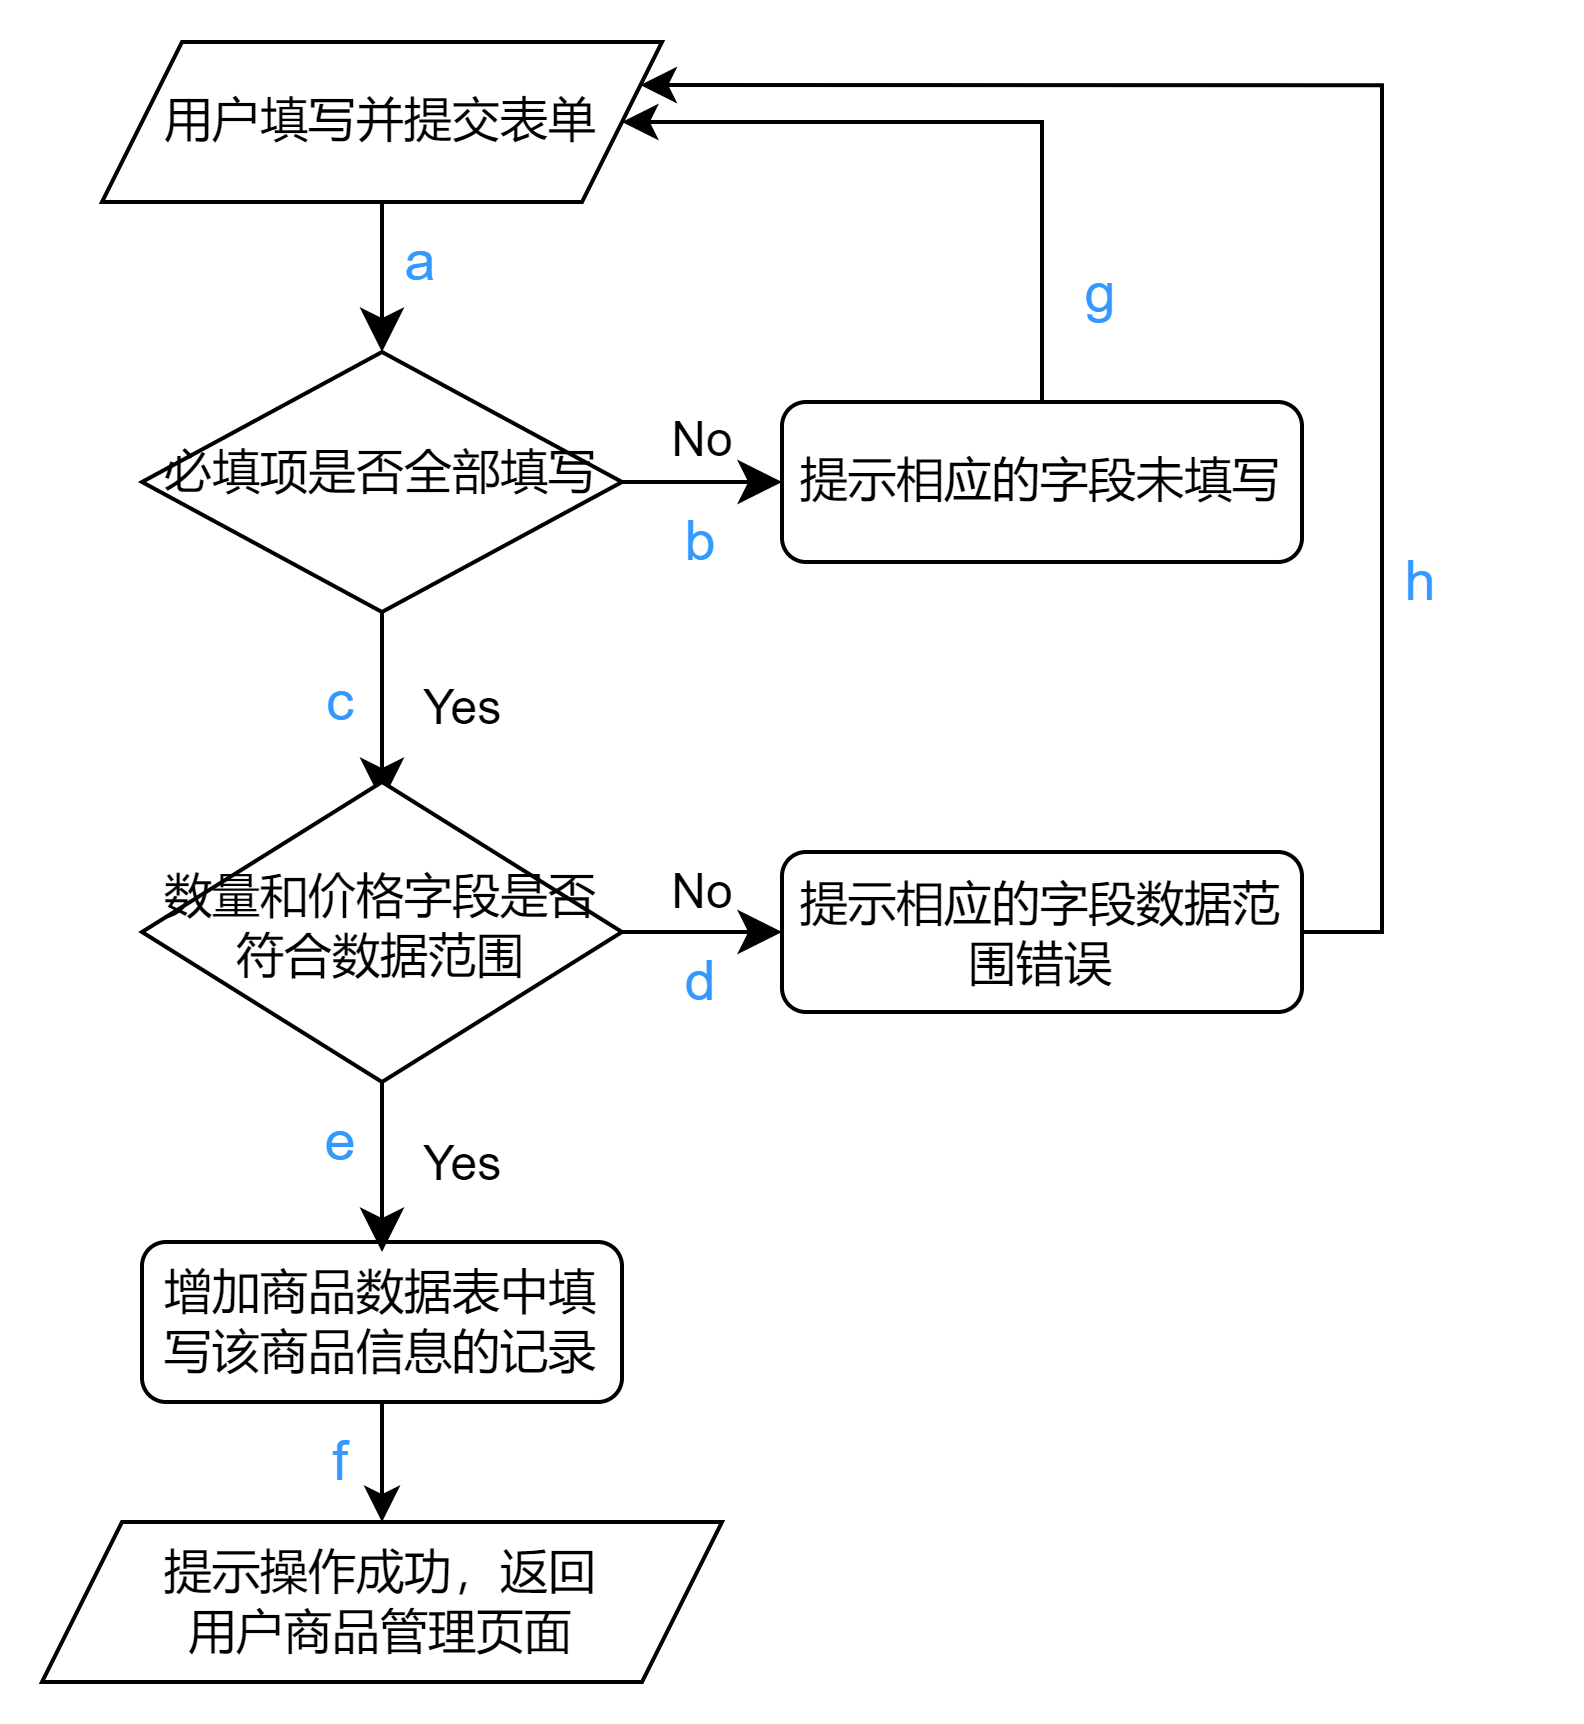 用户填写并提交表单
a
g
必填项是否全部填写
No
b
提示相应的字段未填写
h
c
Yes
数量和价格字段是否
符合数据范围
No
d
提示相应的字段数据范
围错误
e
Yes
增加商品数据表中填
写该商品信息的记录
f
提示操作成功，返回
用户商品管理页面